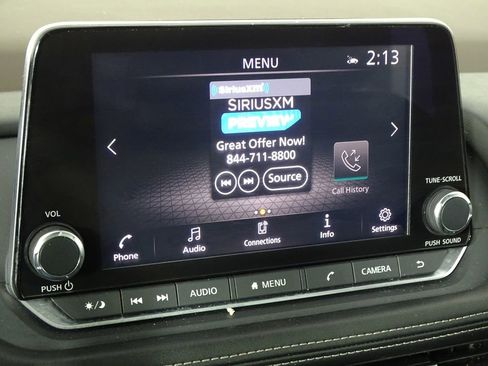 MENU
2:13
SiriusXM
SIRIUSXM
PREVIEW
Great Offer Now!
844-711-8800
Source
Call History
VOL
TUNE·SCROLL
Phone
Audio
Connections
Info
Settings
PUSH
PUSH SOUND
AUDIO
MENU
CAMERA